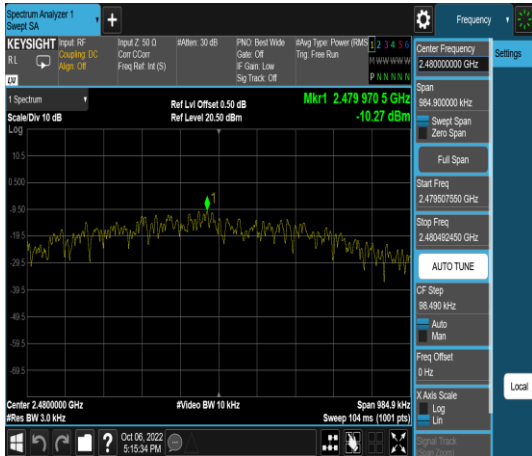 Spectrum Analyzer 1
Swept SA
Frequency
KEYSIGHT
RL
LXI
Input: RF
Coupling: DC
Align: Off
Input Z: 50 Ω
Corr CCorr
Freq Ref: Int (S)
#Atten: 30 dB
PNO: Best Wide
Gate: Off
IF Gain: Low
Sig Track: Off
#Avg Type: Power (RMS
Trig: Free Run
1 2 3 4 5 6
M W W W W W
P N N N N N
1 Spectrum
Scale/Div 10 dB
Log
Ref Lvl Offset 0.50 dB
Ref Level 20.50 dBm
Mkr1 2.479 970 5 GHz
-10.27 dBm
10.5
0.500
-9.50
-19.5
-29.5
-39.5
-49.5
-59.5
-69.5
1
Center 2.4800000 GHz
#Res BW 3.0 kHz
#Video BW 10 kHz
Span 984.9 kHz
Sweep 104 ms (1001 pts)
Oct 06, 2022
5:15:34 PM
Center Frequency
2.480000000 GHz
Span
984.900000 kHz
Swept Span
Zero Span
Full Span
Start Freq
2.479507550 GHz
Stop Freq
2.480492450 GHz
AUTO TUNE
CF Step
98.490 kHz
Auto
Man
Freq Offset
0 Hz
X Axis Scale
Log
Lin
Signal Track
(Span Zoom)
Settings
Local